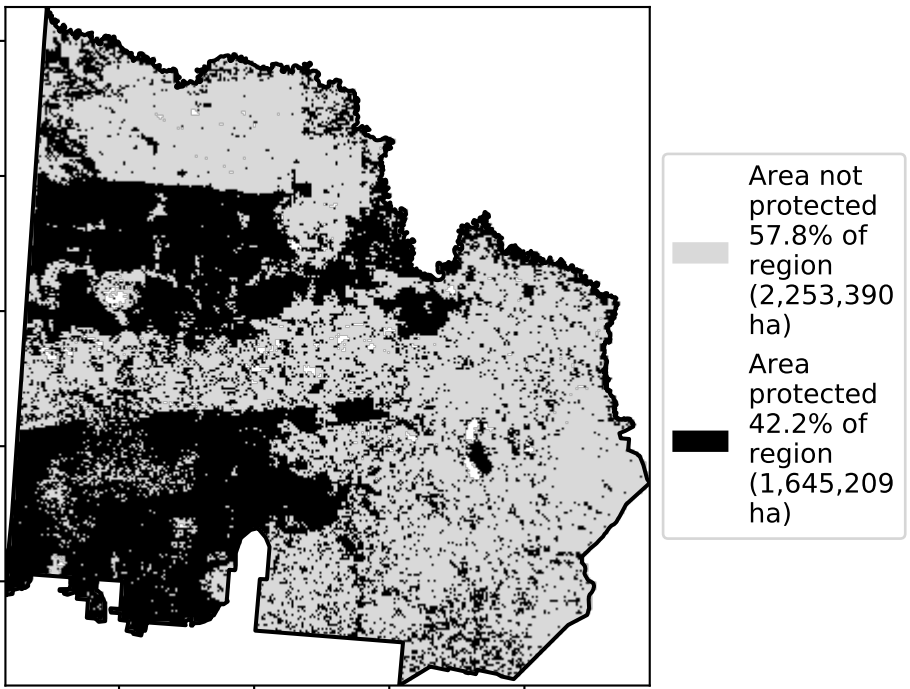 Area not
protected
57.8% of
region
(2,253,390
ha)
Area
protected
42.2% of
region
(1,645,209
ha)